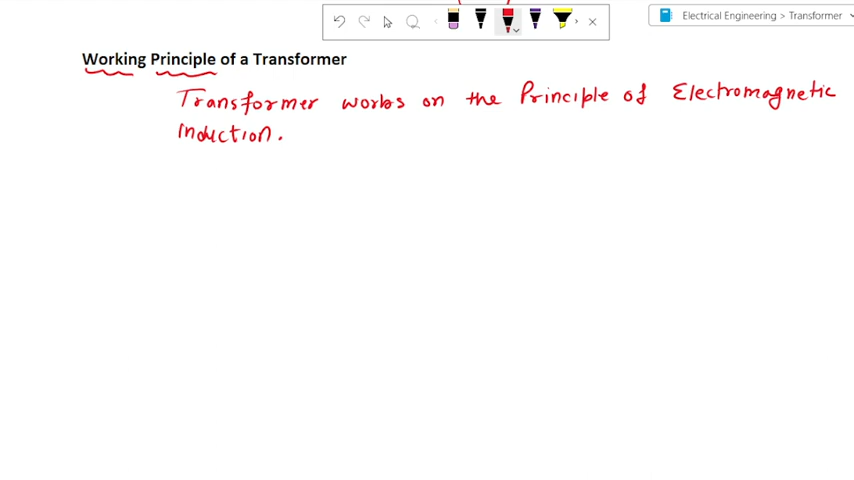 Electrical Engineering > Transformer
Working Principle of a Transformer
Transformer works on the Principle of Electromagnetic
induction.